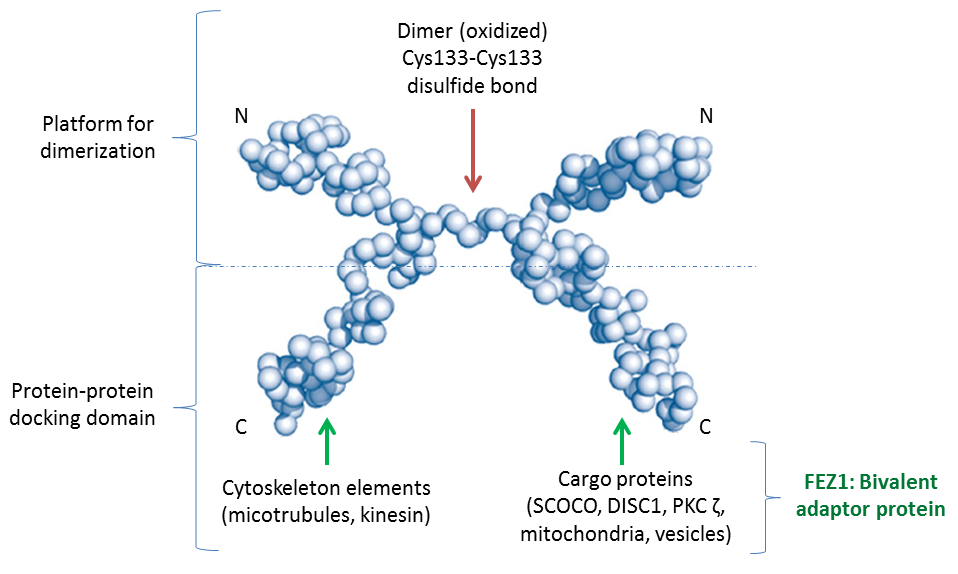 Dimer (oxidized)
Cys133-Cys133
disulfide bond
N
N
Platform for
dimerization
Protein-protein
docking domain
C
C
Cytoskeleton elements
(micotrubules, kinesin)
Cargo proteins
(SCOCO, DISC1, PKC ζ,
mitochondria, vesicles)
FEZ1: Bivalent
adaptor protein